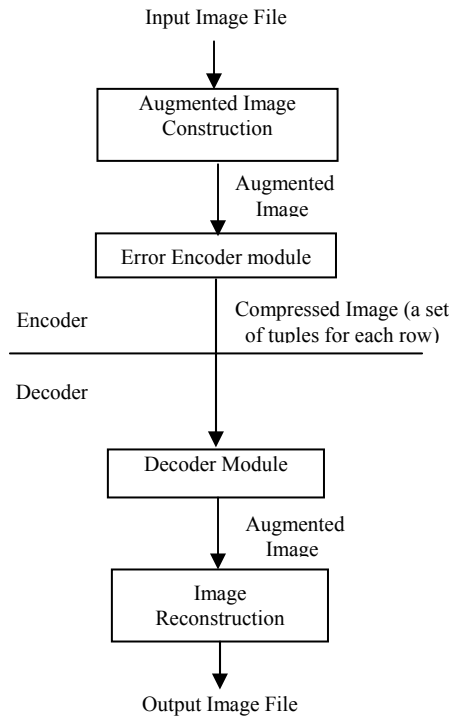 Input Image File
Augmented Image
Construction
Augmented
Image
Error Encoder module
Compressed Image (a set
of tuples for each row)
Encoder
Decoder
Decoder Module
Augmented
Image
Image
Reconstruction
Output Image File